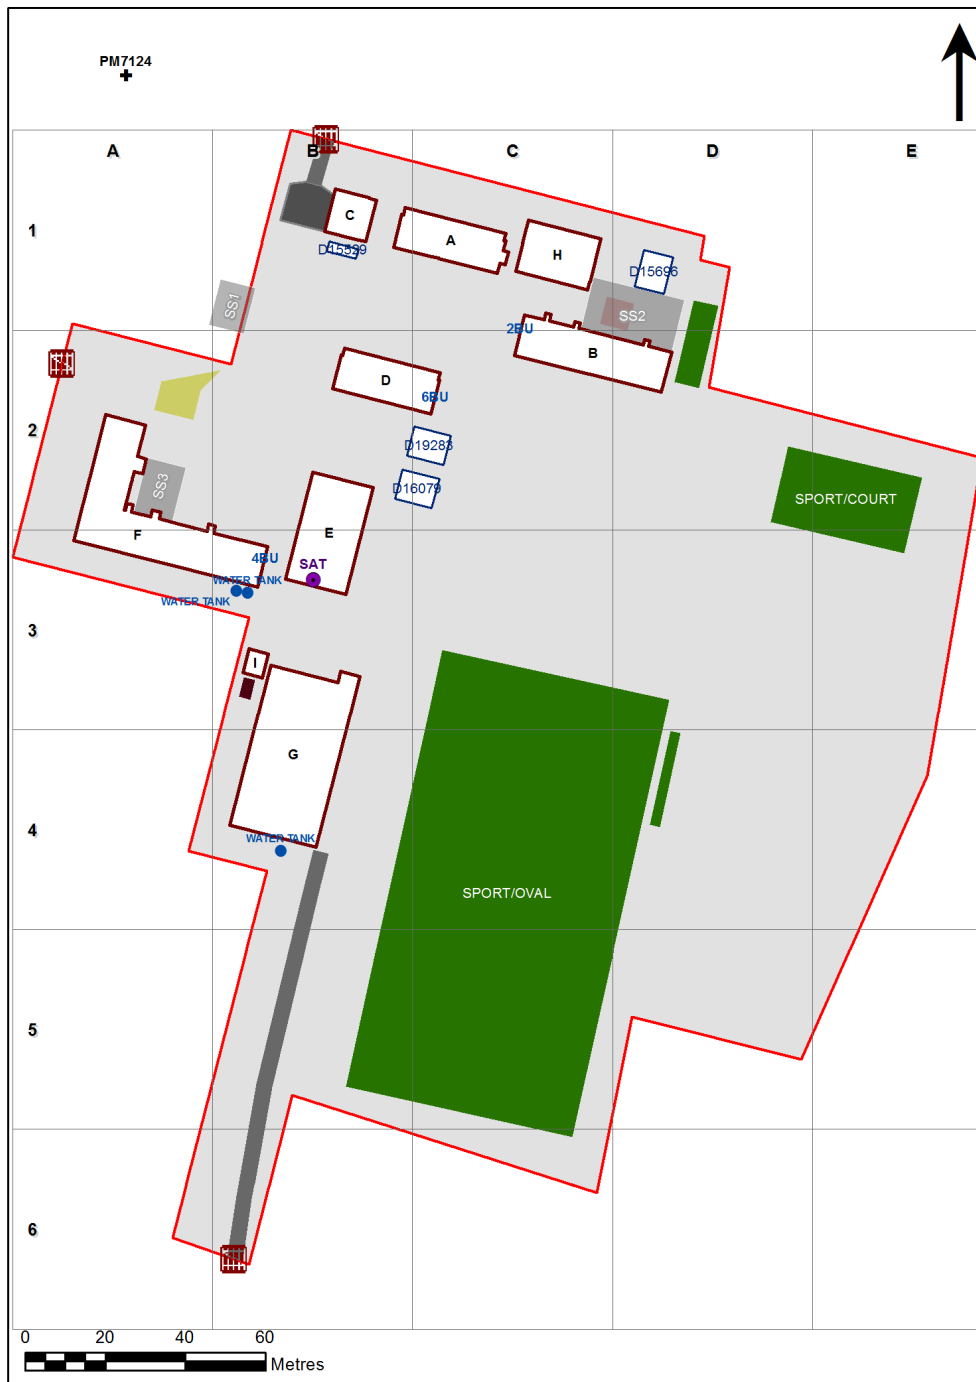 PM7124
A
B
C
D
E
1
C
A
H
D15529
D15696
SS1
SS2
2BU
B
D
6BU
2
D19283
D16079
SS3
SPORT/COURT
F
E
4BU
SAT
WATER TANK
WATER TANK
3
I
G
4
WATER TANK
SPORT/OVAL
5
6
0 20 40 60
Metres